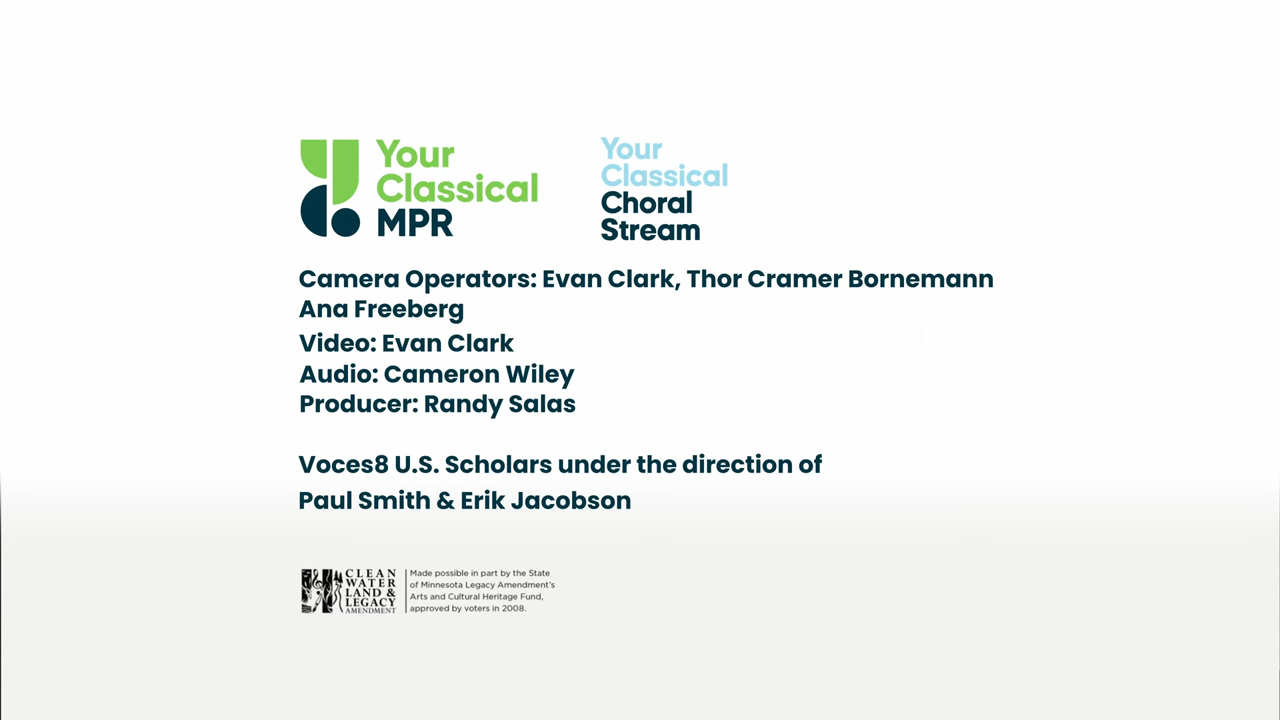 Your
Classical
MPR
Your
Classical
Choral
Stream
Camera Operators: Evan Clark, Thor Cramer Bornemann
Ana Freeberg
Video: Evan Clark
Audio: Cameron Wiley
Producer: Randy Salas
Voces8 U.S. Scholars under the direction of
Paul Smith & Erik Jacobson
CLEAN
WATER
LAND &
LEGACY
AMENDMENT
Made possible in part by the State
of Minnesota Legacy Amendment's
Arts and Cultural Heritage Fund,
approved by voters in 2008.